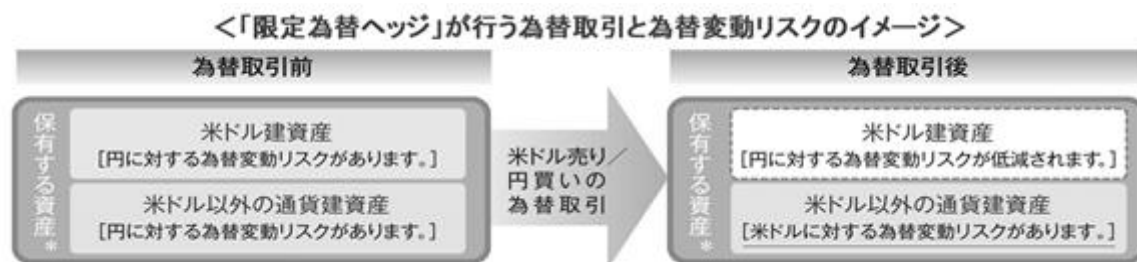 ＜「限定為替ヘッジ」が行う為替取引と為替変動リスクのイメージ＞
為替取引前
保有する資産*
米ドル建資産
[円に対する為替変動リスクがあります。]
米ドル以外の通貨建資産
[円に対する為替変動リスクがあります。]
米ドル売り／
円買いの
為替取引
為替取引後
保有する資産*
米ドル建資産
[円に対する為替変動リスクが低減されます。]
米ドル以外の通貨建資産
[米ドルに対する為替変動リスクがあります。]